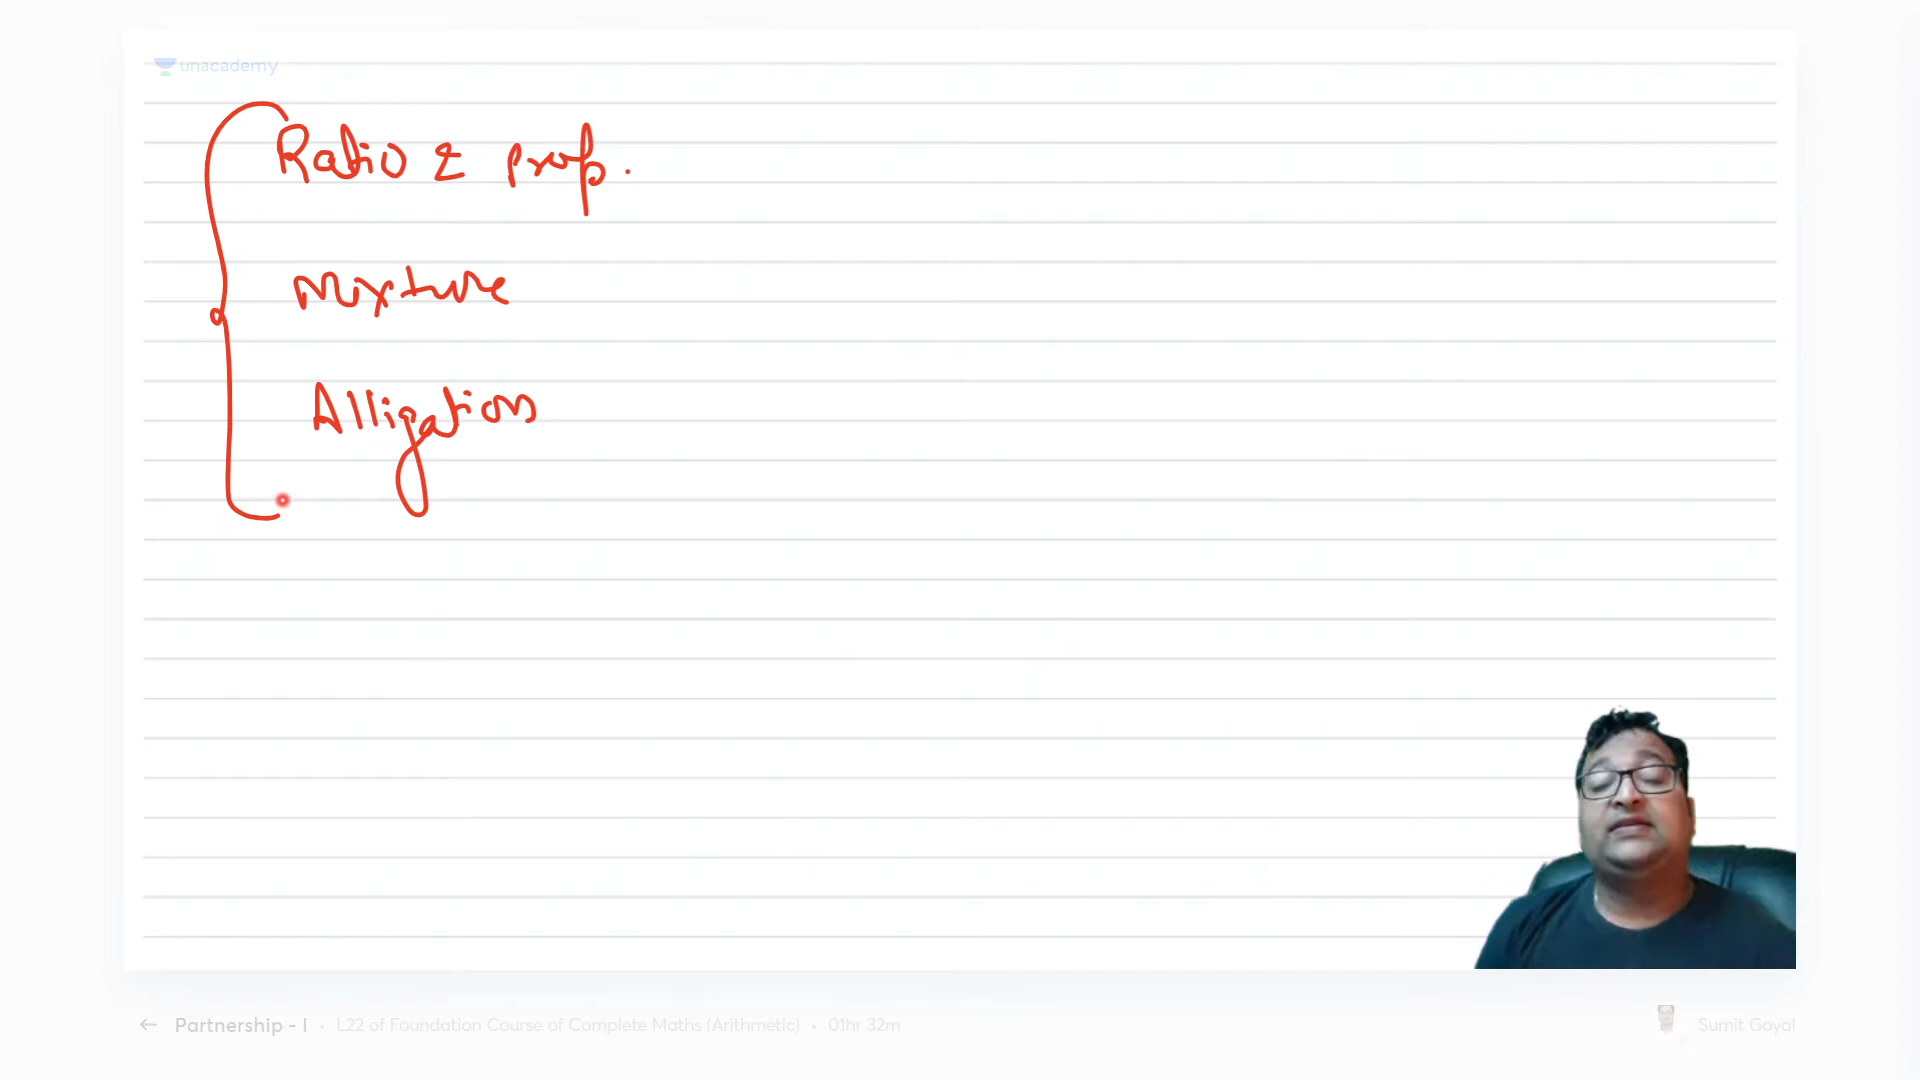 unacademy
Ratio & prop.
Mixture
Alligation
Partnership - I • L22 of Foundation Course of Complete Maths (Arithmetic) • 01hr 32m
Sumit Goyal